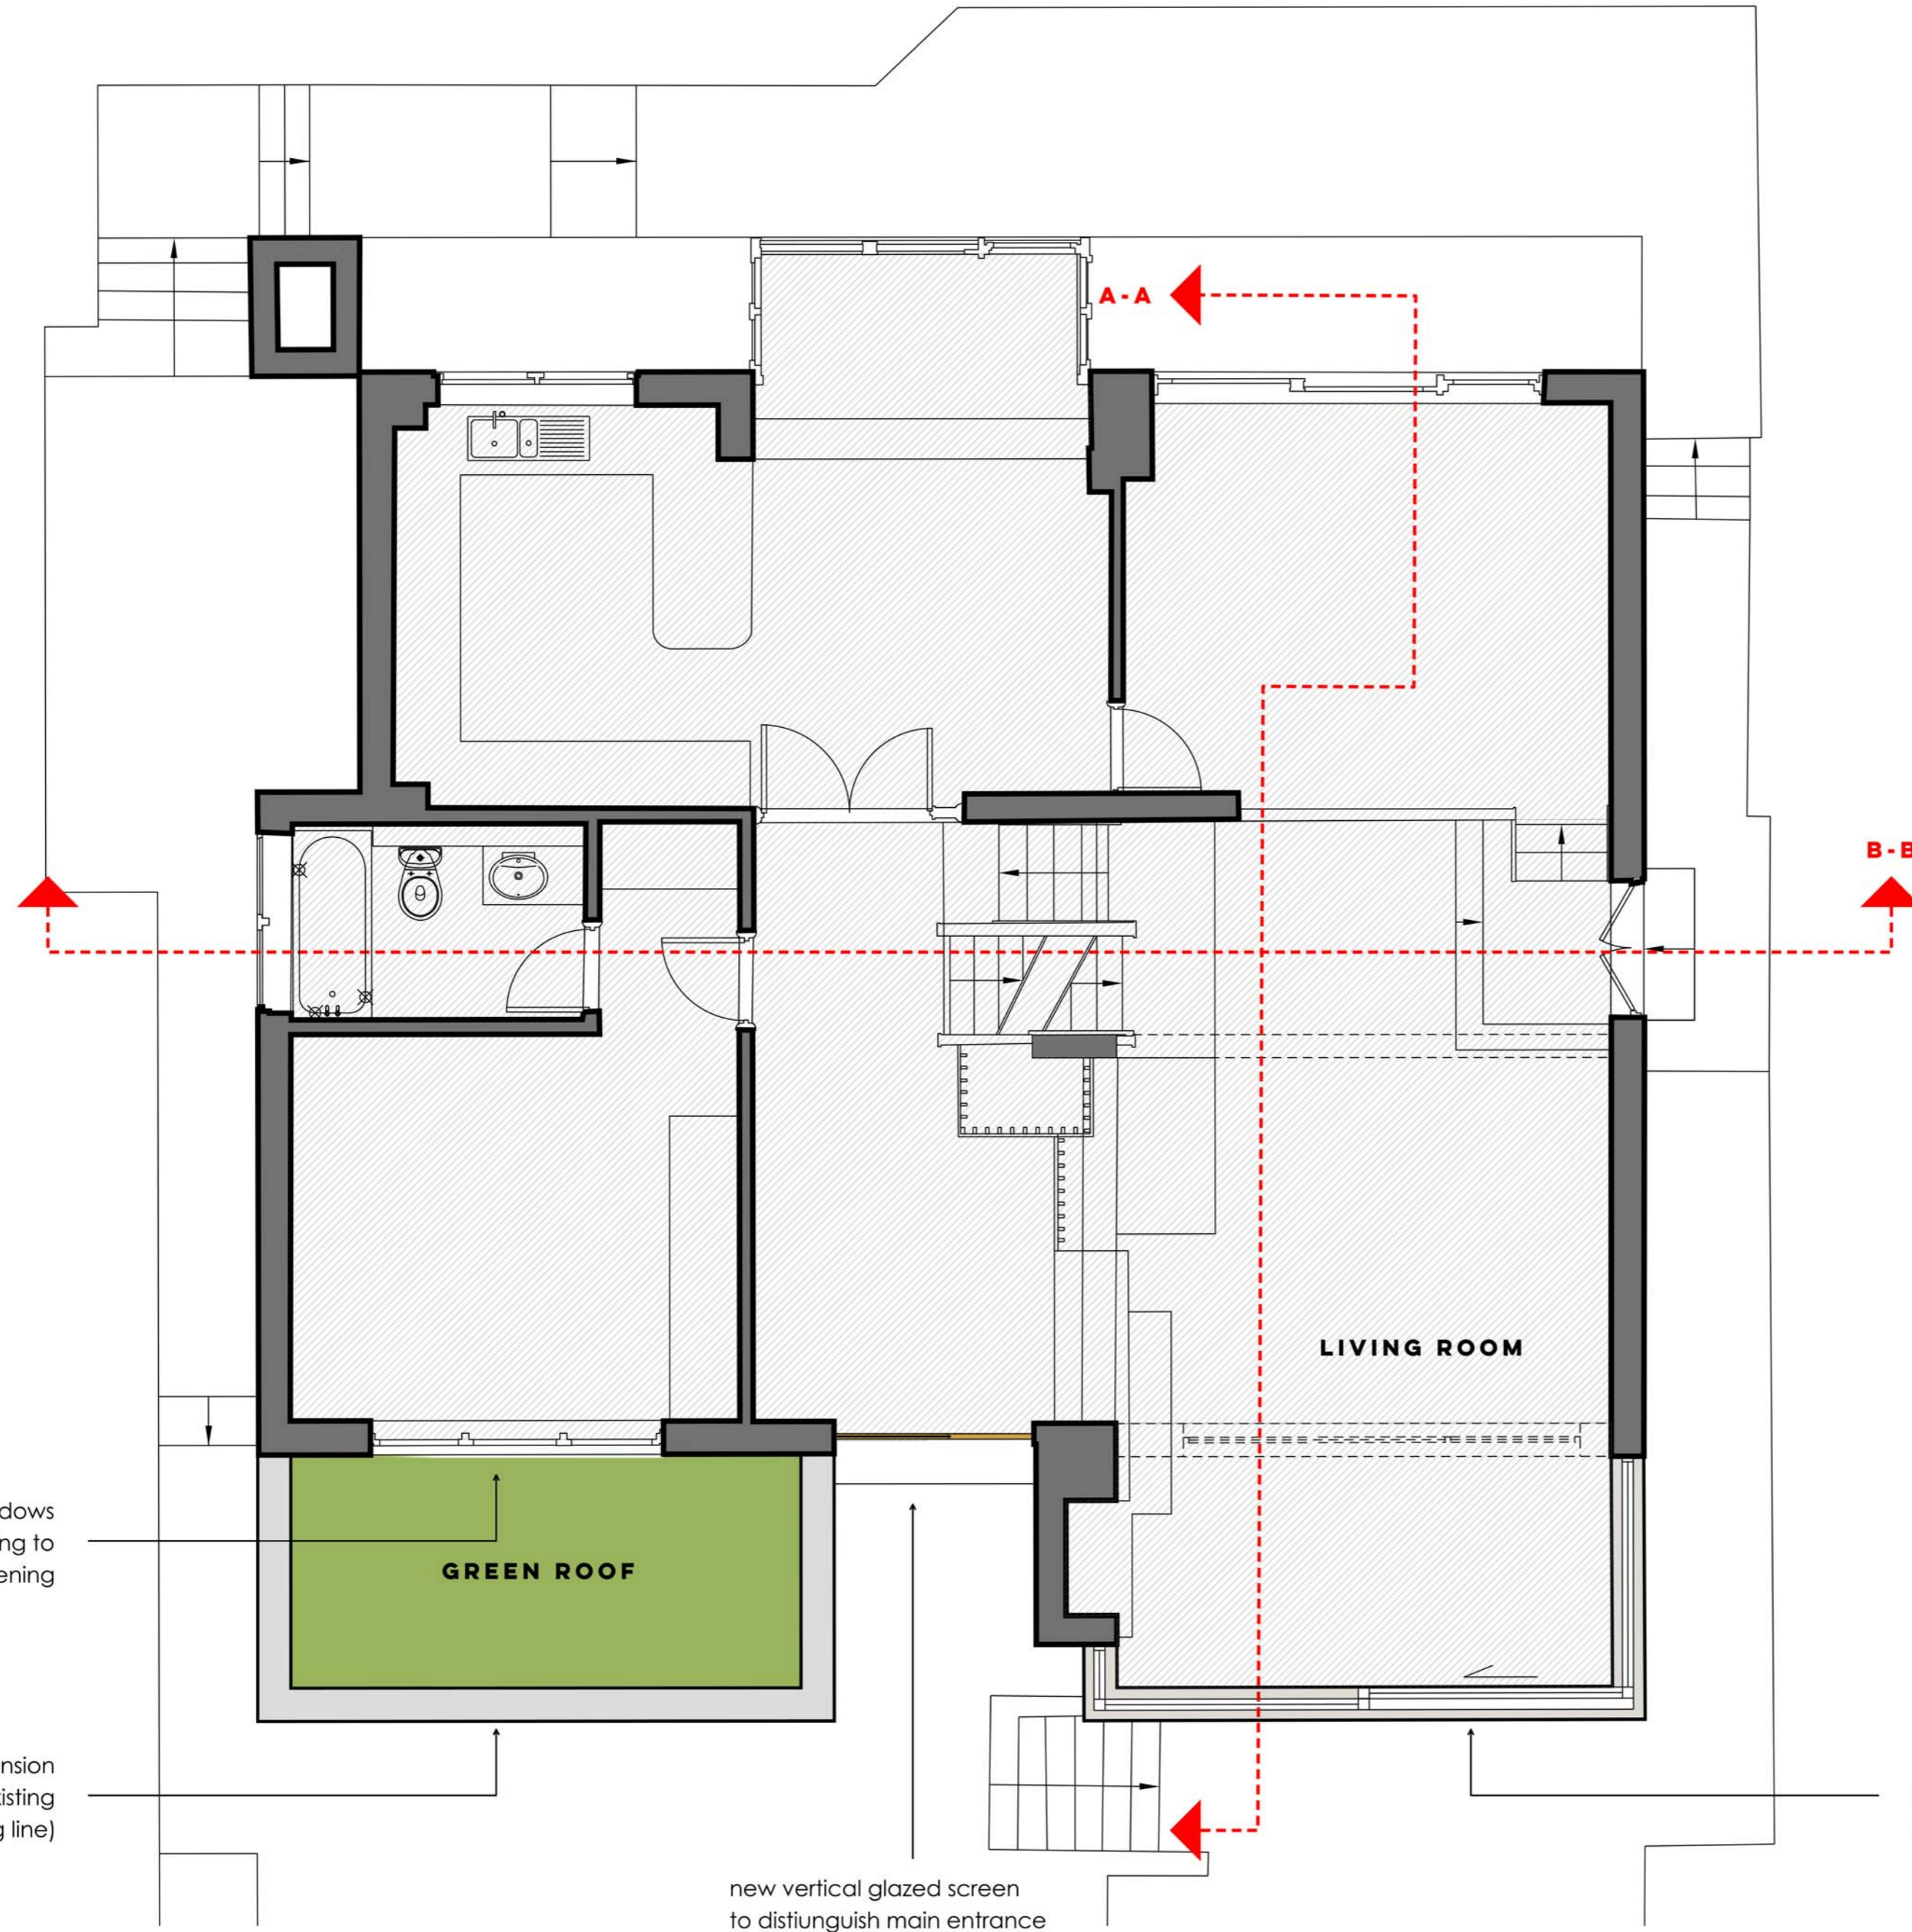 A-A
B-B
LIVING ROOM
dows
ng to
ening
GREEN ROOF
nsion
isting
g line)
new vertical glazed screen
to distiunguish main entrance